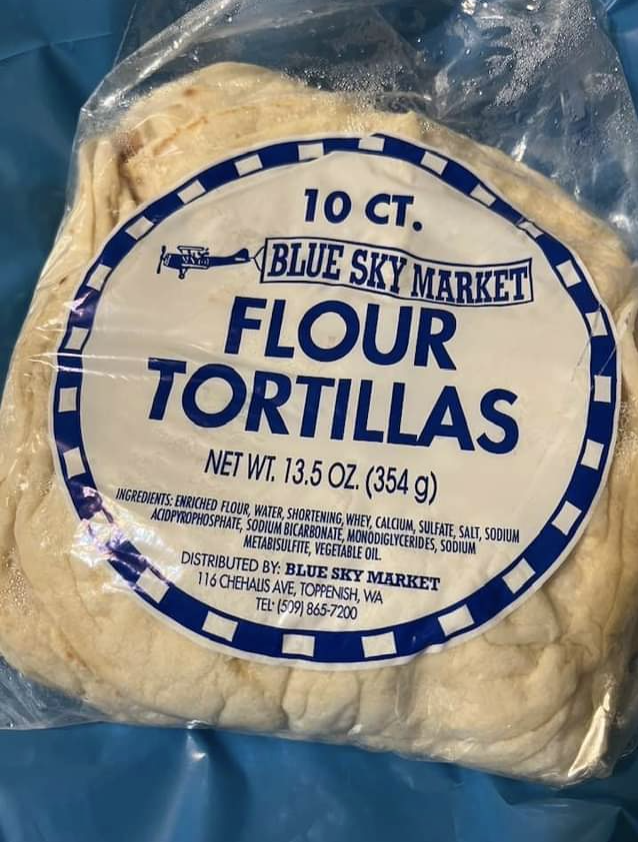 10 CT.
BLUE SKY MARKET
FLOUR
TORTILLAS
NET WT. 13.5 OZ. (354 g)
INGREDIENTS: ENRICHED FLOUR, WATER, SHORTENING, WHEY, CALCIUM, SULFATE, SALT, SODIUM
ACIDPYROPHOSPHATE, SODIUM BICARBONATE, MONODIGLYCERIDES, SODIUM
METABISULFITE, VEGETABLE OIL.
DISTRIBUTED BY: BLUE SKY MARKET
116 CHEHALIS AVE, TOPPENISH, WA
TEL: (509) 865-7200